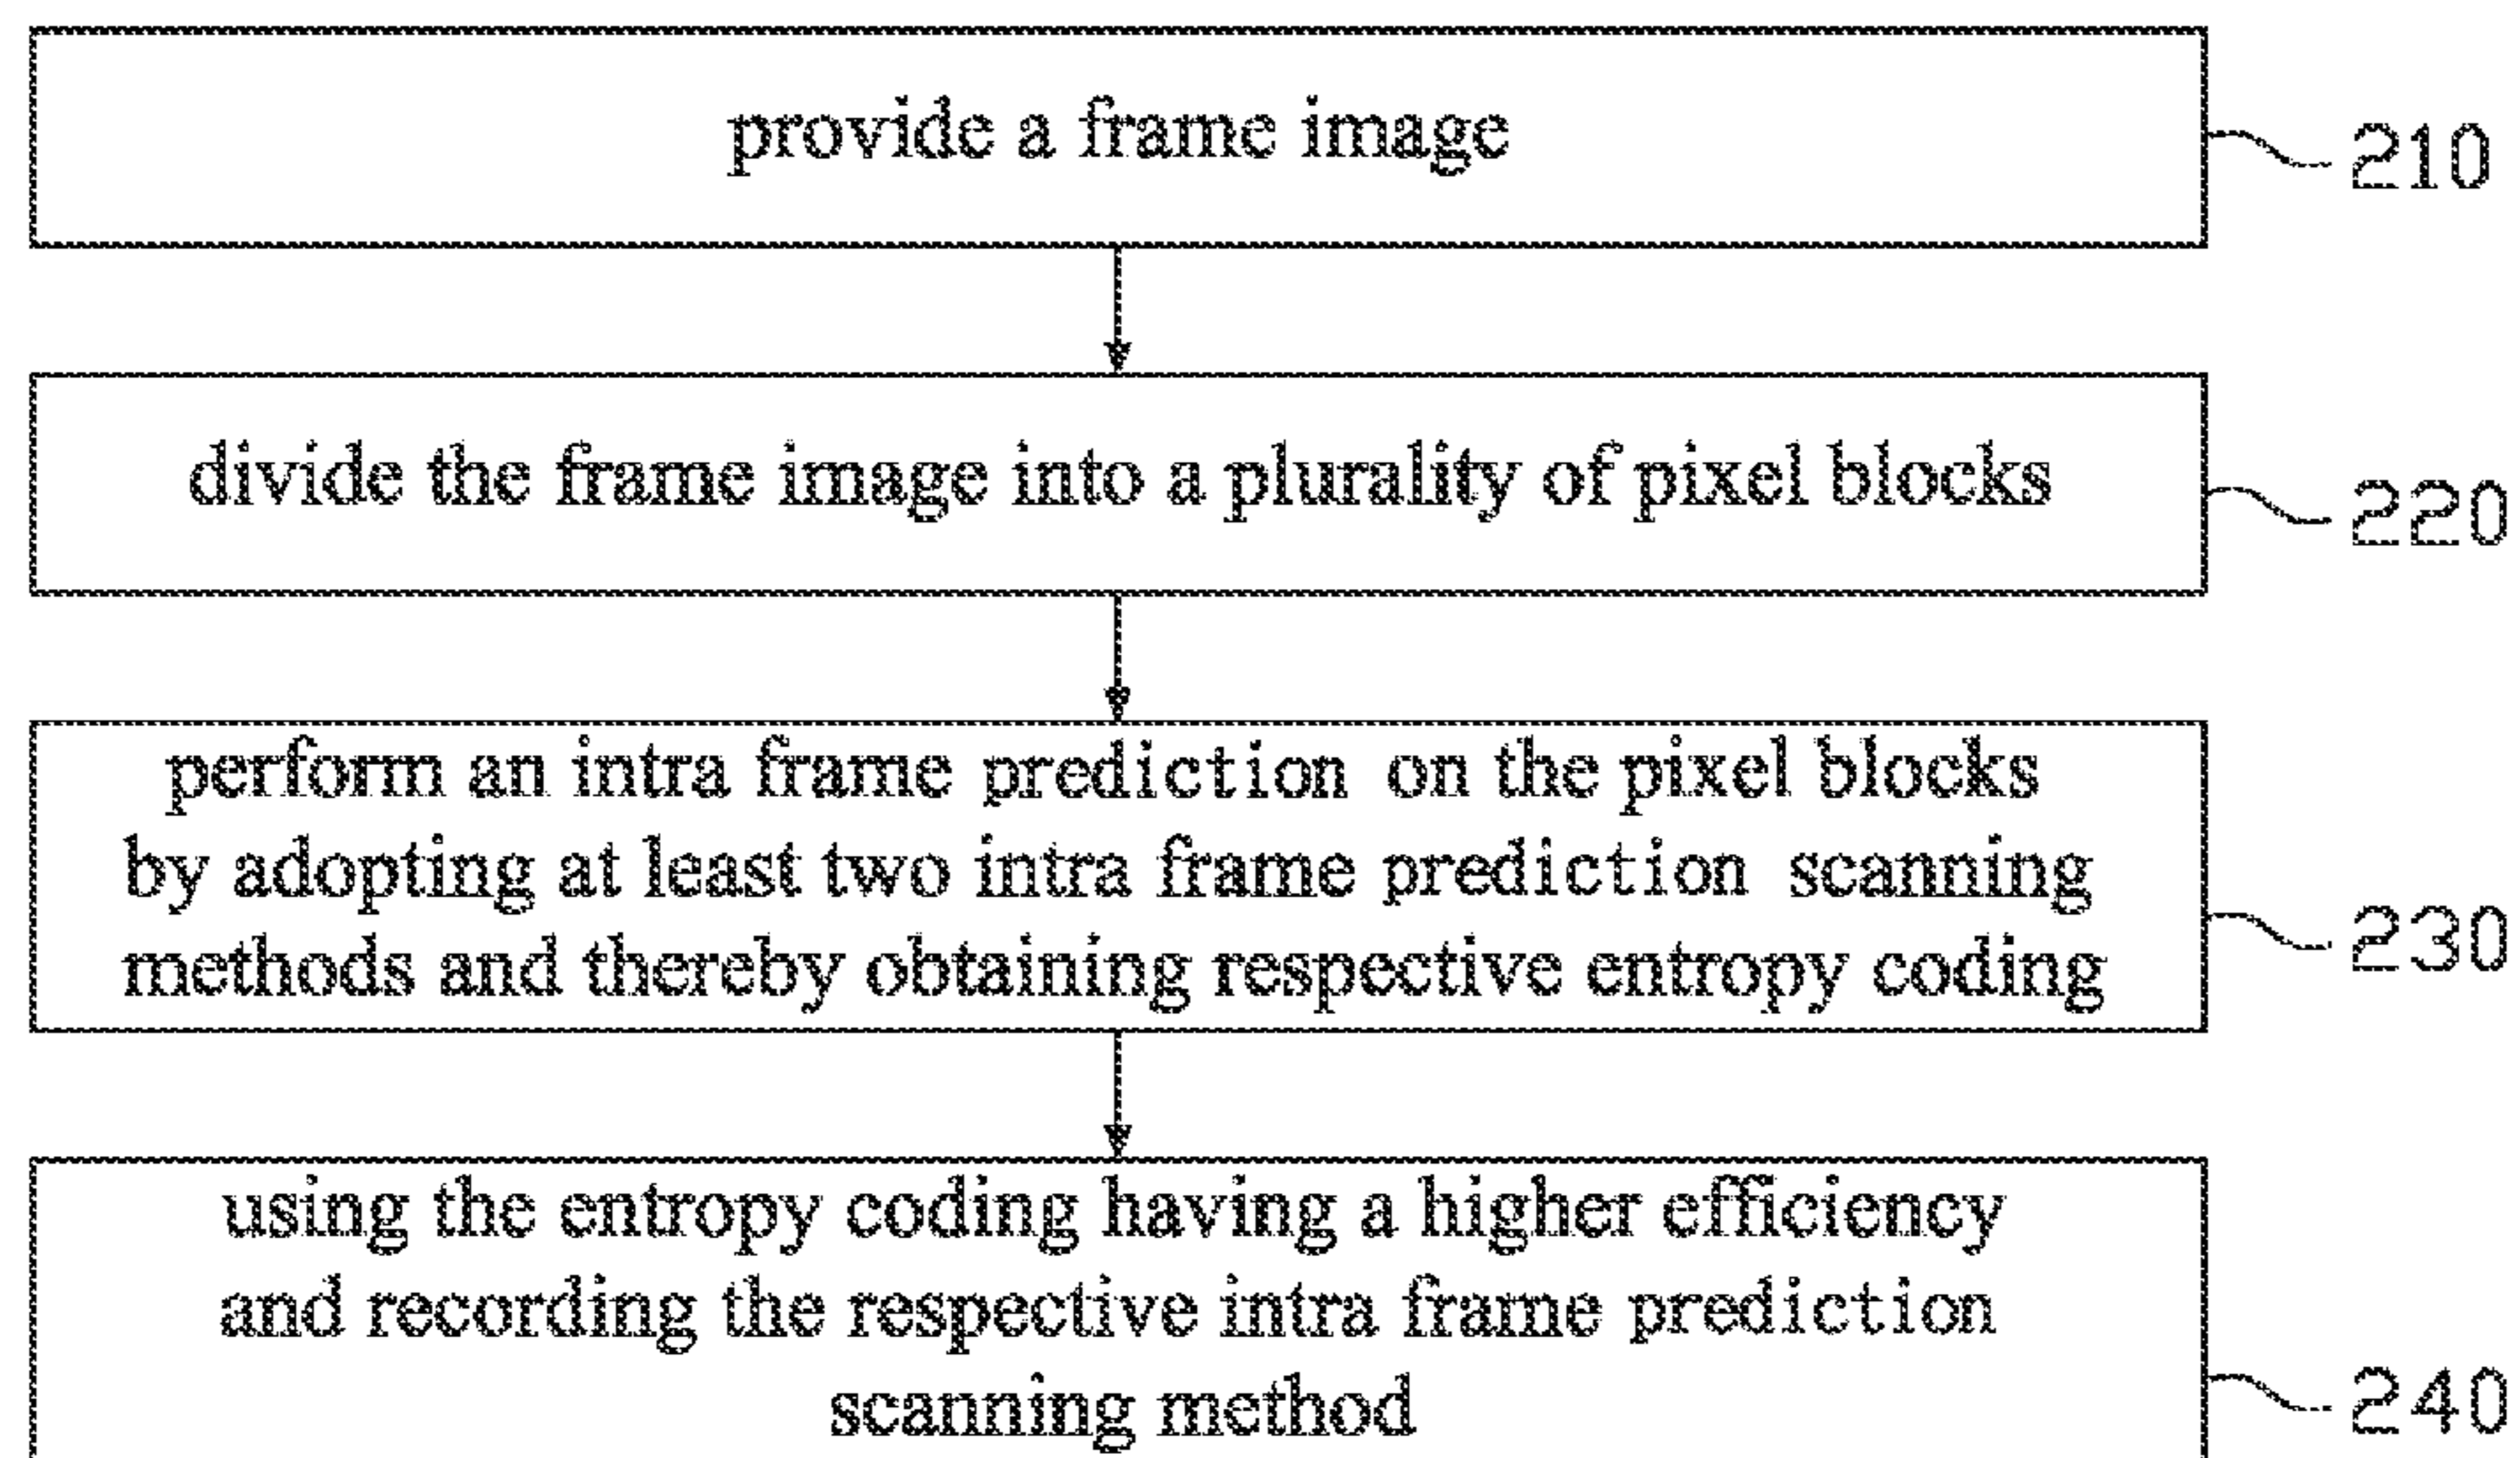 provide a frame image
210
divide the frame image into a plurality of pixel blocks
220
perform an intra frame prediction on the pixel blocks
by adopting at least two intra frame prediction scanning
methods and thereby obtaining respective entropy coding
230
using the entropy coding having a higher efficiency
and recording the respective intra frame prediction
scanning method
240